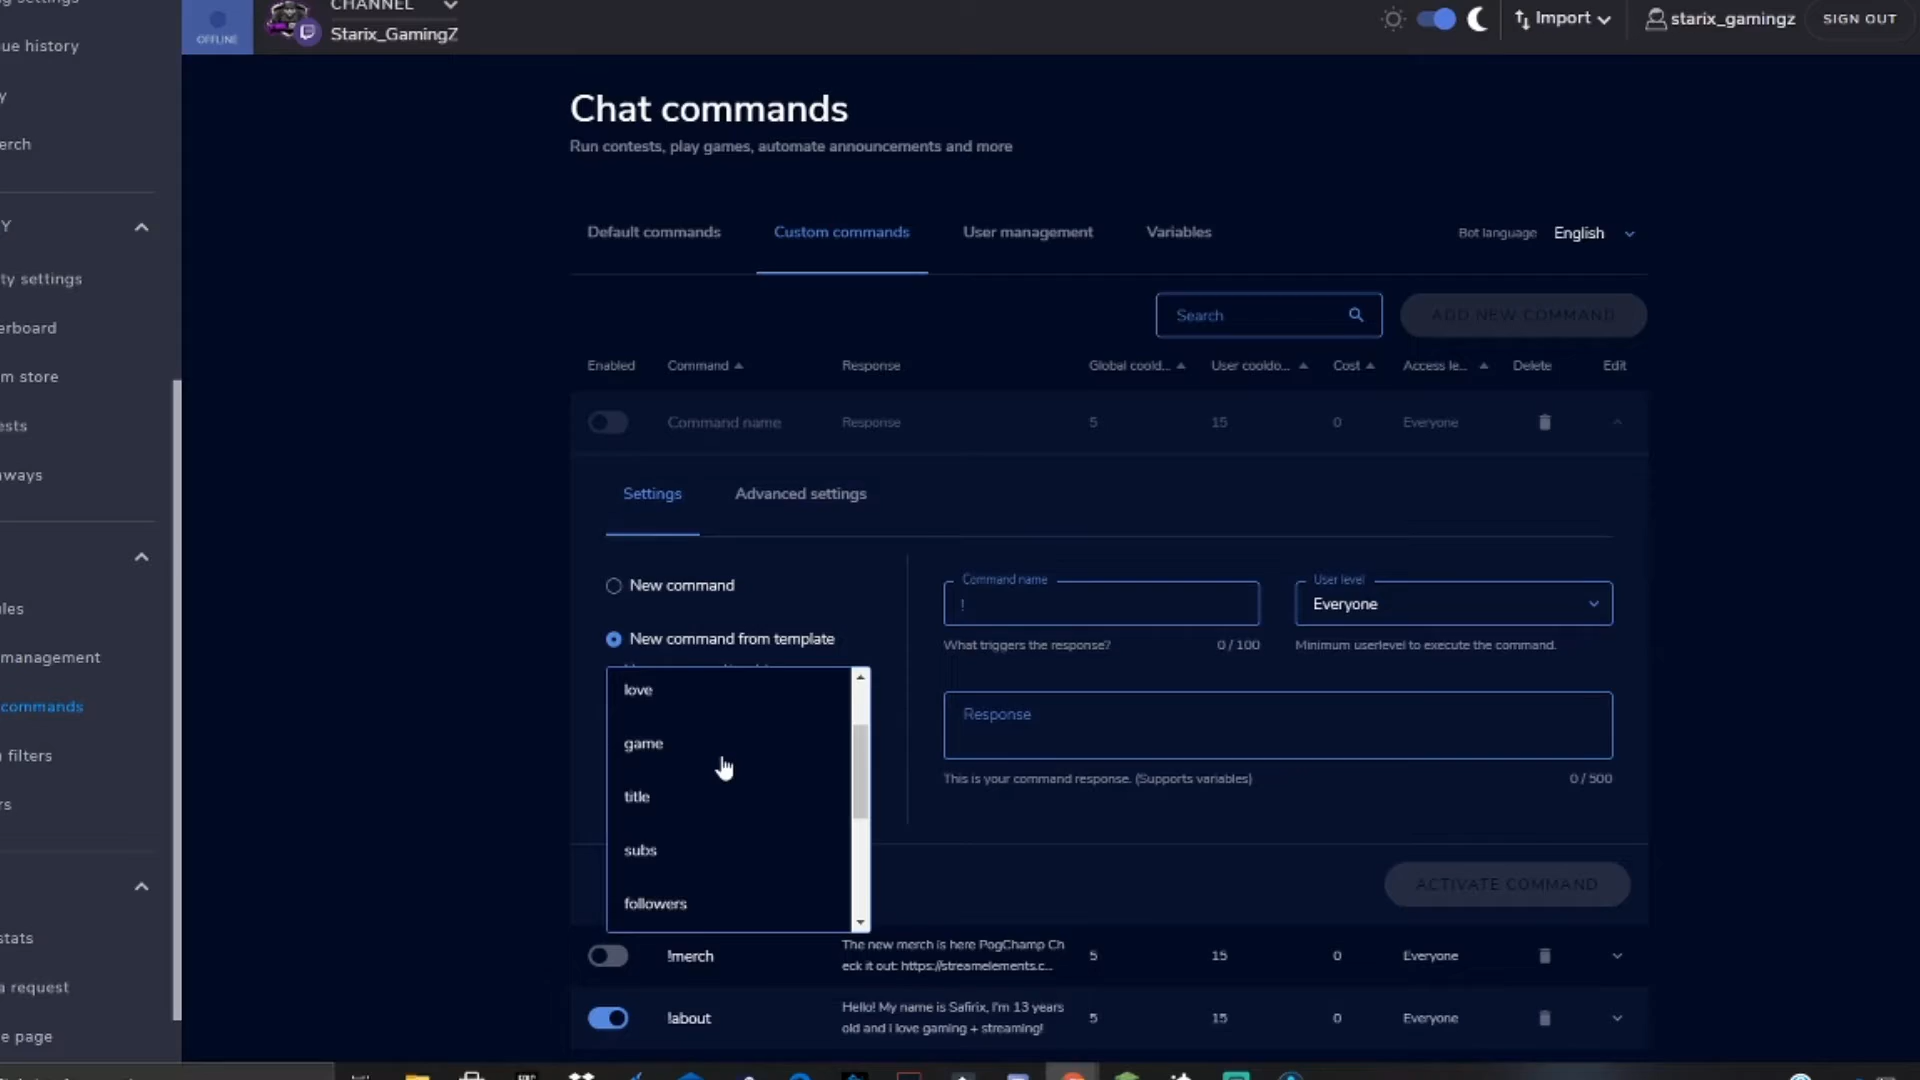 CHANNEL
Starix_GamingZ
OFFLINE
Import
starix_gamingz
SIGN OUT
ue history
y
erch
Y
ty settings
erboard
m store
ests
aways
ules
management
commands
filters
rs
stats
a request
e page
Chat commands
Run contests, play games, automate announcements and more
Default commands
Custom commands
User management
Variables
Bot language
English
Search
ADD NEW COMMAND
Enabled
Command
Response
Global coold...
User cooldo...
Cost
Access le...
Delete
Edit
Command name
Response
5
15
0
Everyone
Settings
Advanced settings
New command
New command from template
love
game
title
subs
followers
Command name
!
What triggers the response?
0 / 100
User level
Everyone
Minimum userlevel to execute the command.
Response
This is your command response. (Supports variables)
0 / 500
ACTIVATE COMMAND
!merch
The new merch is here PogChamp Ch
eck it out: https://streamelements.c...
5
15
0
Everyone
!about
Hello! My name is Safirix, I'm 13 years
old and I love gaming + streaming!
5
15
0
Everyone